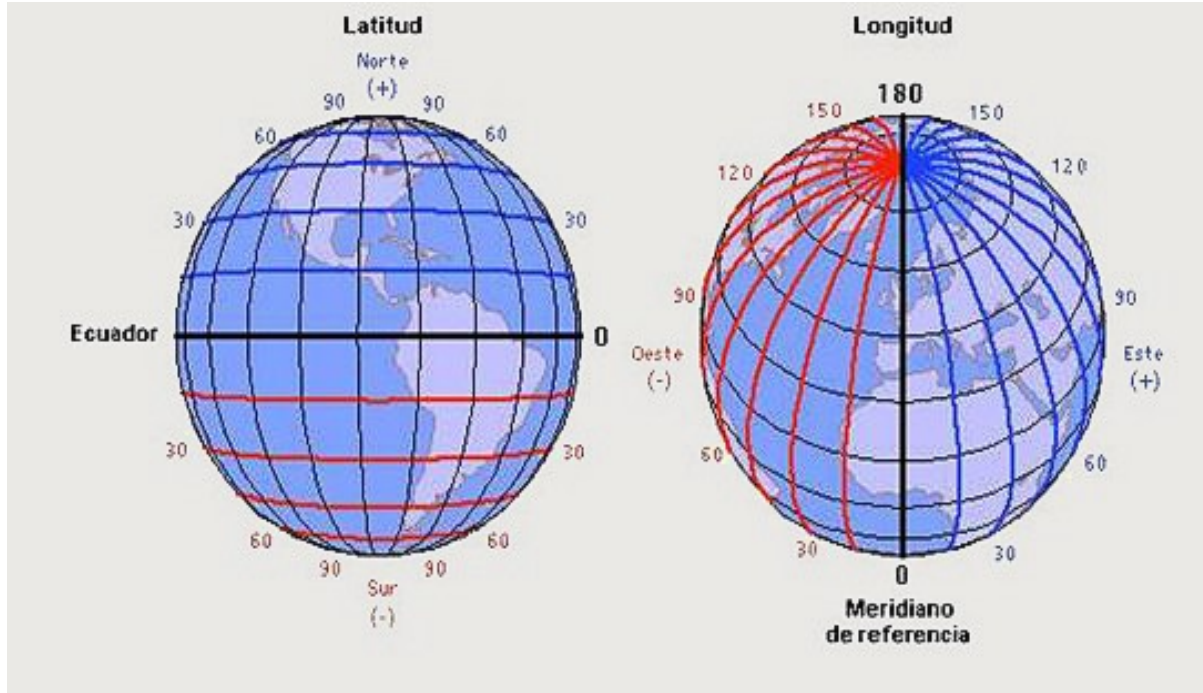 Latitud
Norte
(+)
90 90
60 60
30 30
Ecuador 0
30 30
60 60
90 90
Sur
(-)
Longitud
180
150 150
120 120
90 90
Oeste Este
(-) (+)
60 60
30 30
0
Meridiano
de referencia